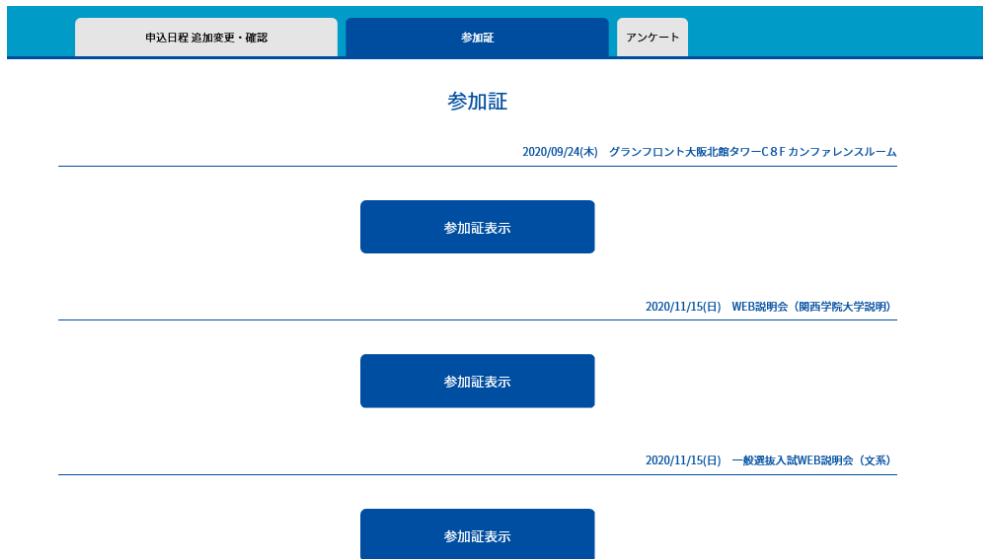 申込日程 追加変更・確認
参加証
アンケート
参加証
2020/09/24(木) グランフロント大阪北館タワーC８F カンファレンスルーム
参加証表示
2020/11/15(日) WEB説明会（関西学院大学説明）
参加証表示
2020/11/15(日) 一般選抜入試WEB説明会（文系）
参加証表示